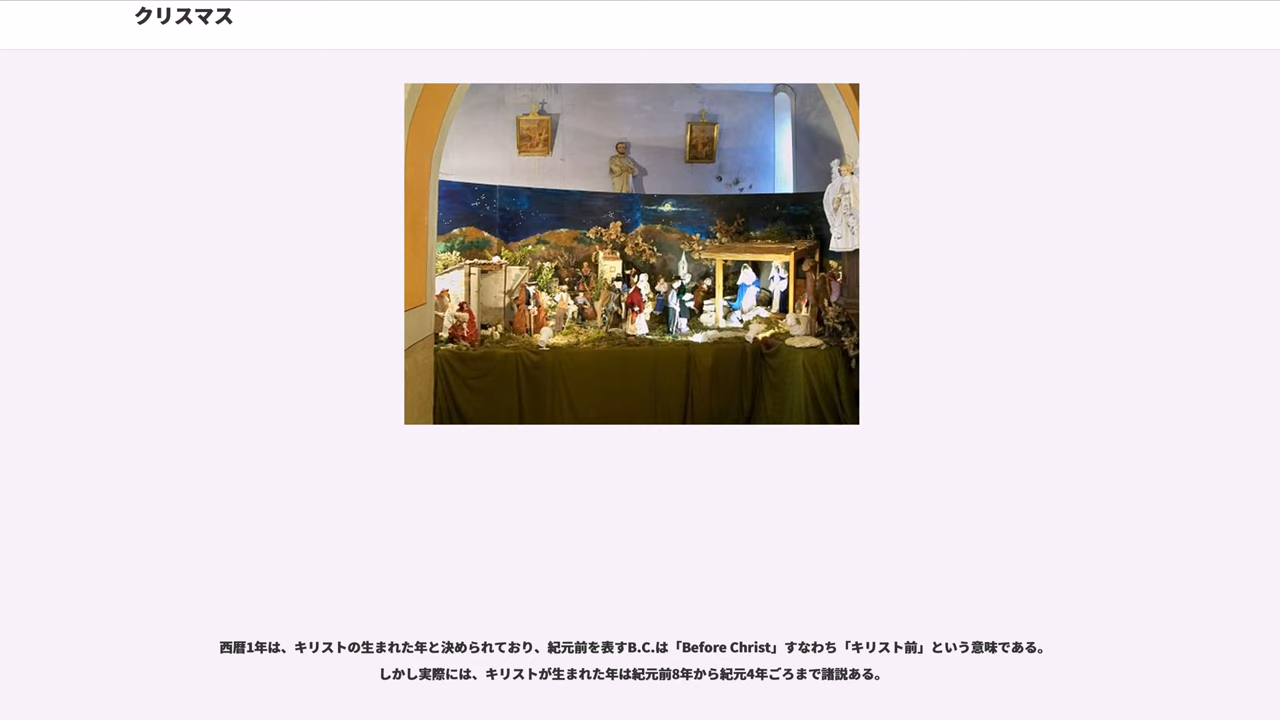 クリスマス
西暦1年は、キリストの生まれた年と決められており、紀元前を表すB.C.は「Before Christ」すなわち「キリスト前」という意味である。
しかし実際には、キリストが生まれた年は紀元前8年から紀元4年ごろまで諸説ある。